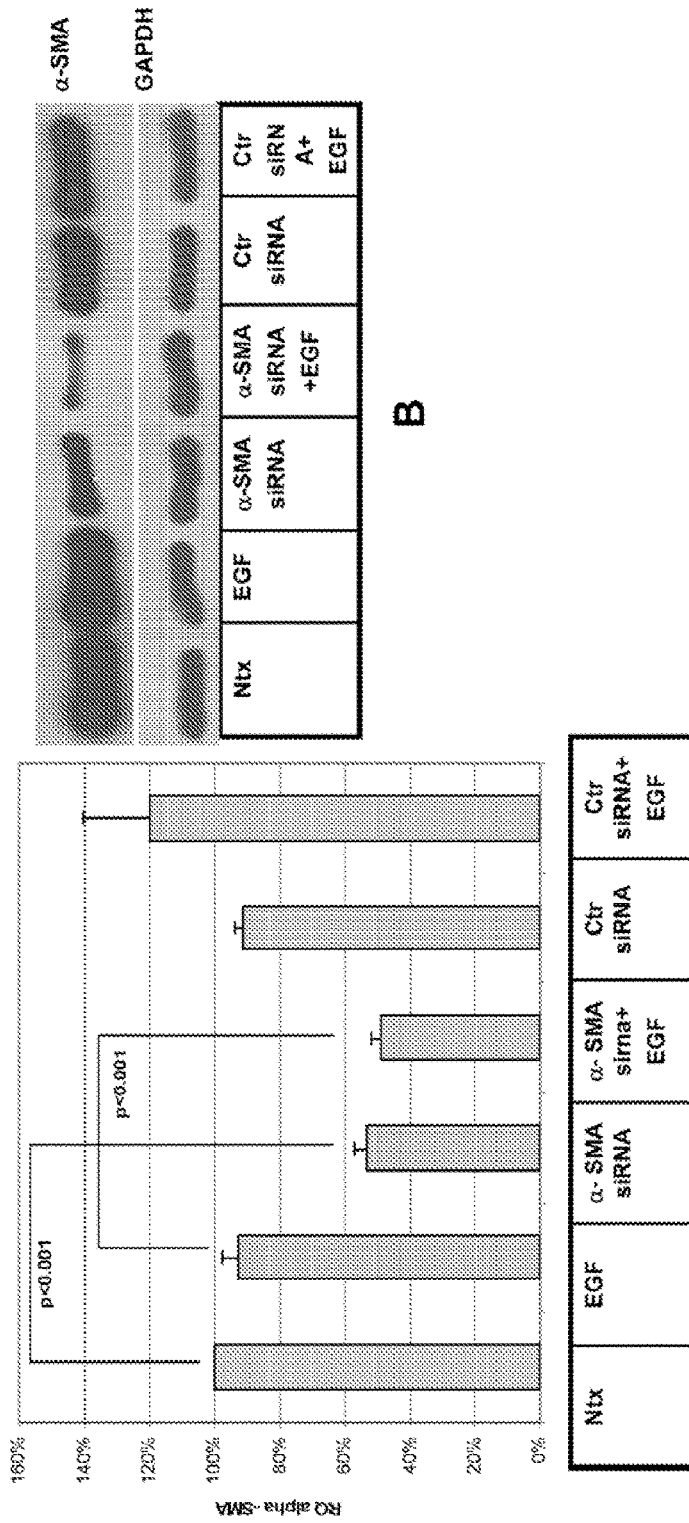 RQ alpha -SMA
160%
140%
120%
100%
80%
60%
40%
20%
0%
p<0.001
p<0.001
Ntx
EGF
α- SMA
siRNA
α- SMA
sirna+
EGF
Ctr
siRNA
Ctr
siRNA+
EGF
α-SMA
GAPDH
Ntx
EGF
α-SMA
siRNA
α-SMA
siRNA
+EGF
Ctr
siRNA
Ctr
siRN
A+
EGF
B